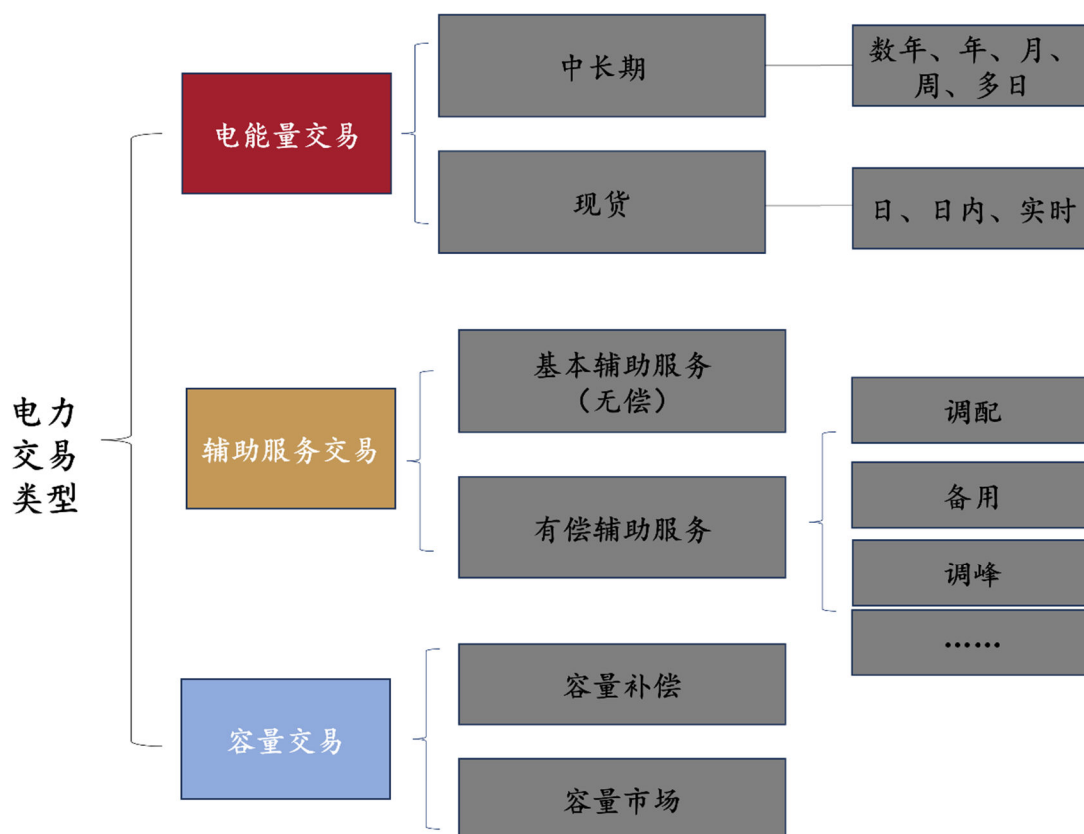 电力
交易
类型
电能量交易
中长期
数年、年、月、
周、多日
现货
日、日内、实时
辅助服务交易
基本辅助服务
（无偿）
有偿辅助服务
调配
备用
调峰
……
容量交易
容量补偿
容量市场